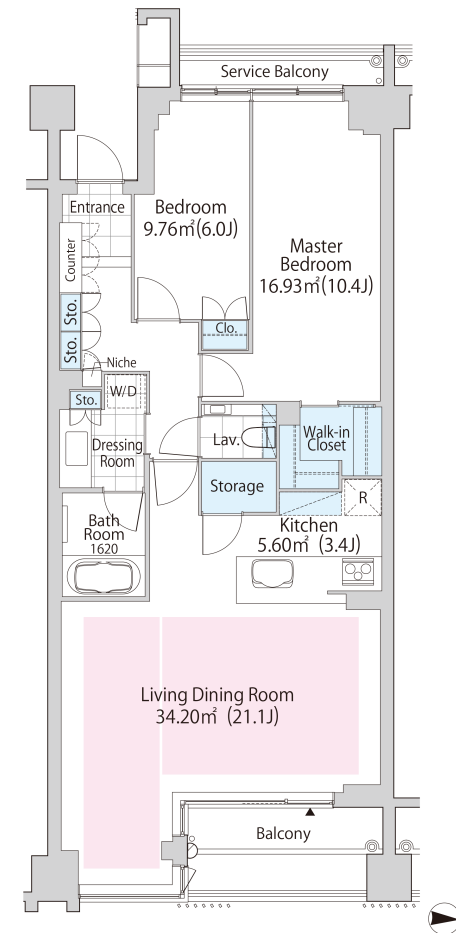 Service Balcony
Entrance
Bedroom
9.76㎡(6.0J)
Master
Bedroom
16.93㎡(10.4J)
Counter
Sto.
Sto.
Clo.
Niche
W/D
Sto.
Dressing
Room
Lav.
Walk-in
Closet
Storage
R
Bath
Room
1620
Kitchen
5.60㎡ (3.4J)
Living Dining Room
34.20㎡ (21.1J)
Balcony